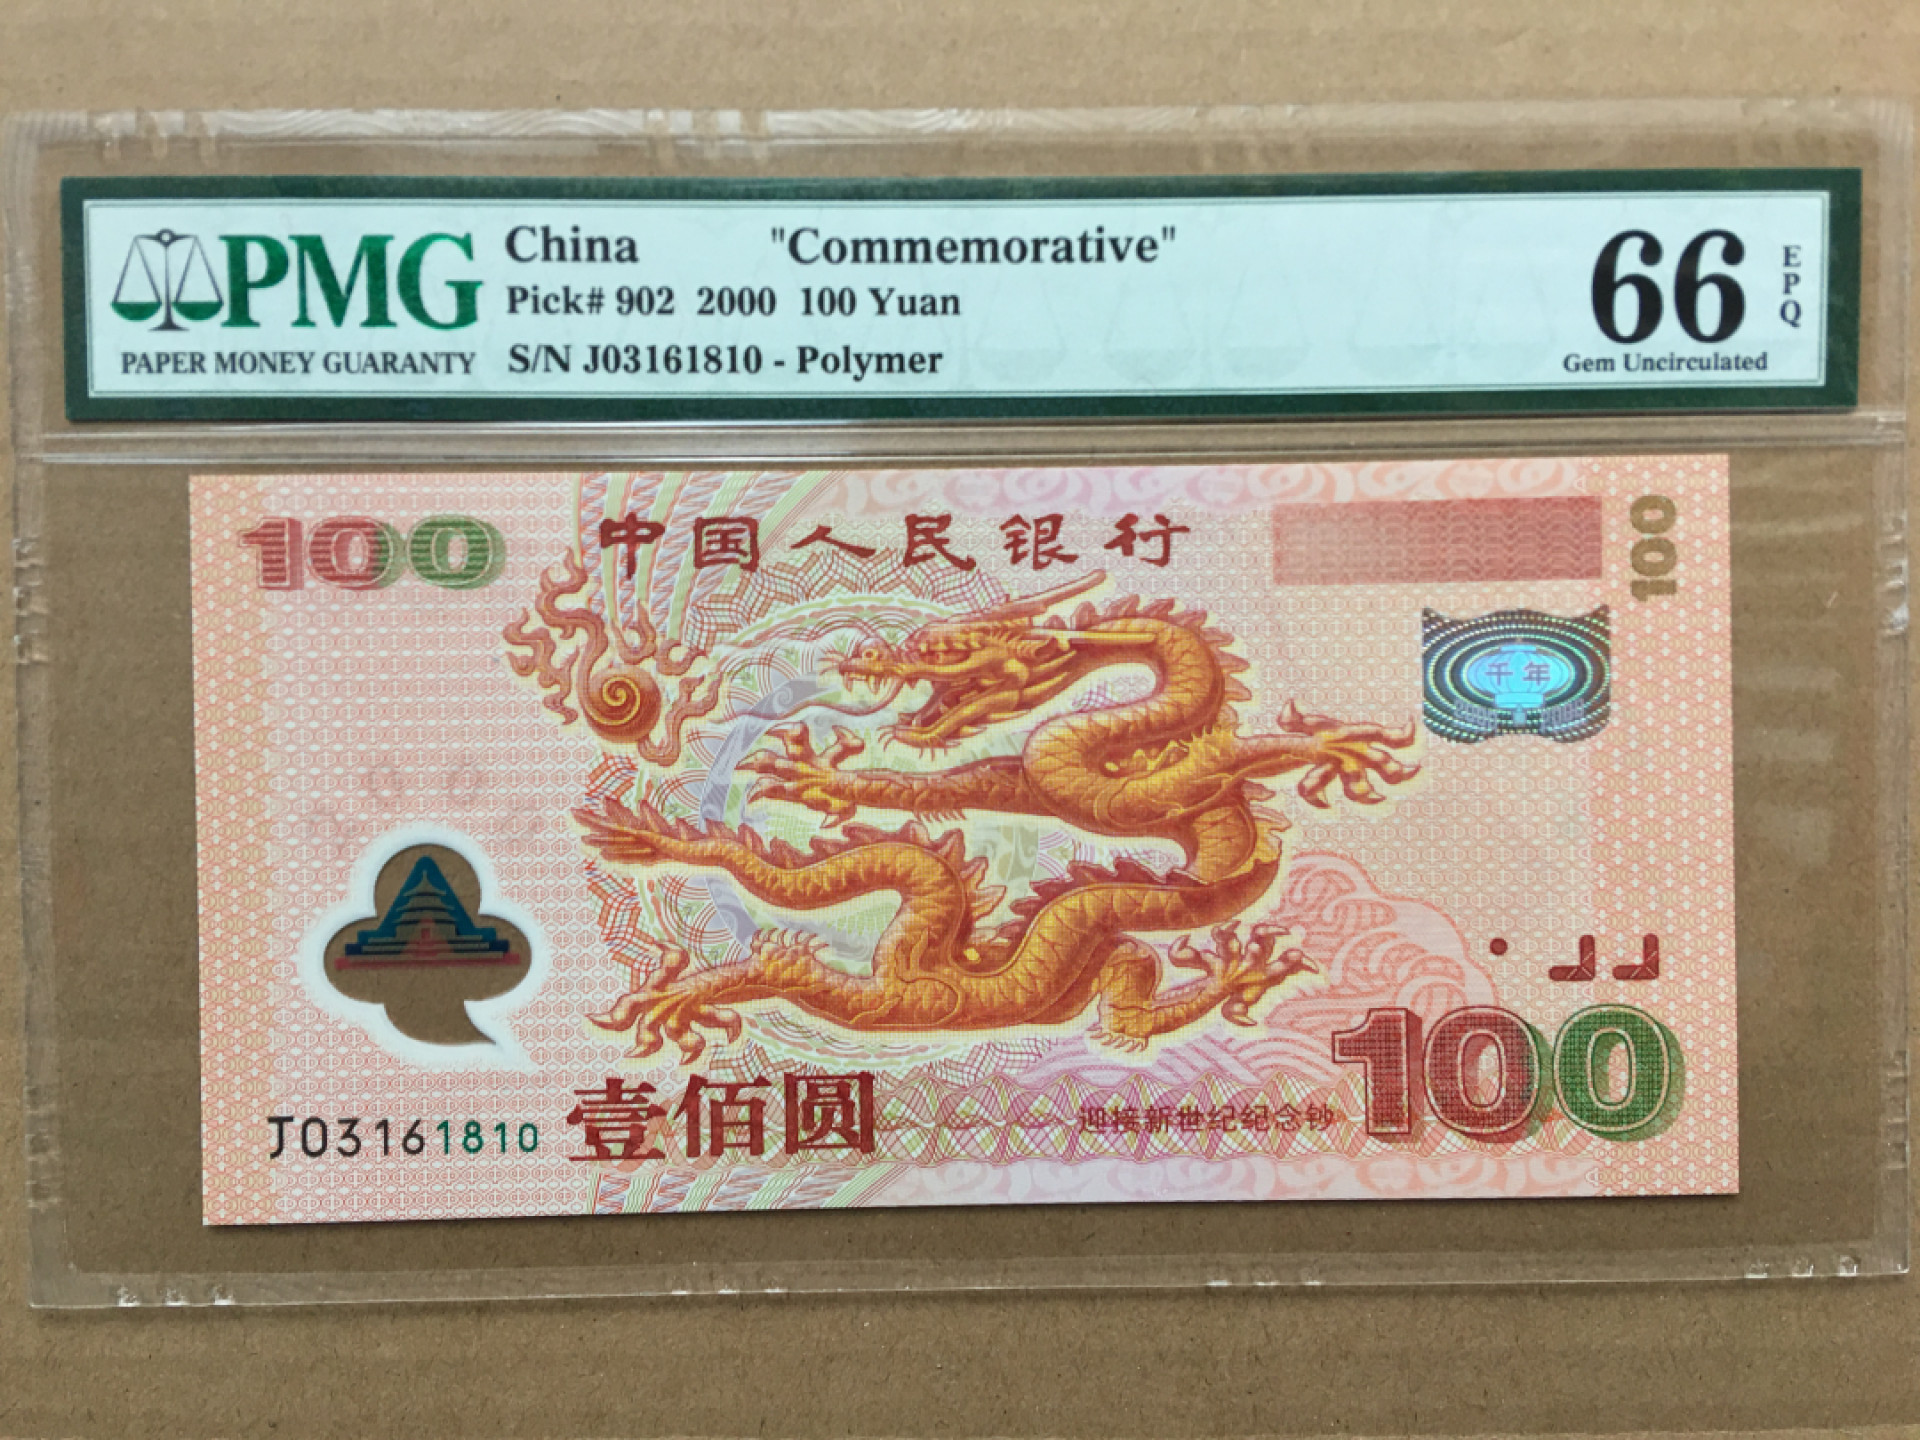 PMG
PAPER MONEY GUARANTY
China "Commemorative"
Pick# 902 2000 100 Yuan
S/N J03161810 - Polymer
66
EPQ
Gem Uncirculated
100
中国人民银行
100
千年
J03161810
壹佰圆
迎接新世纪纪念钞
100